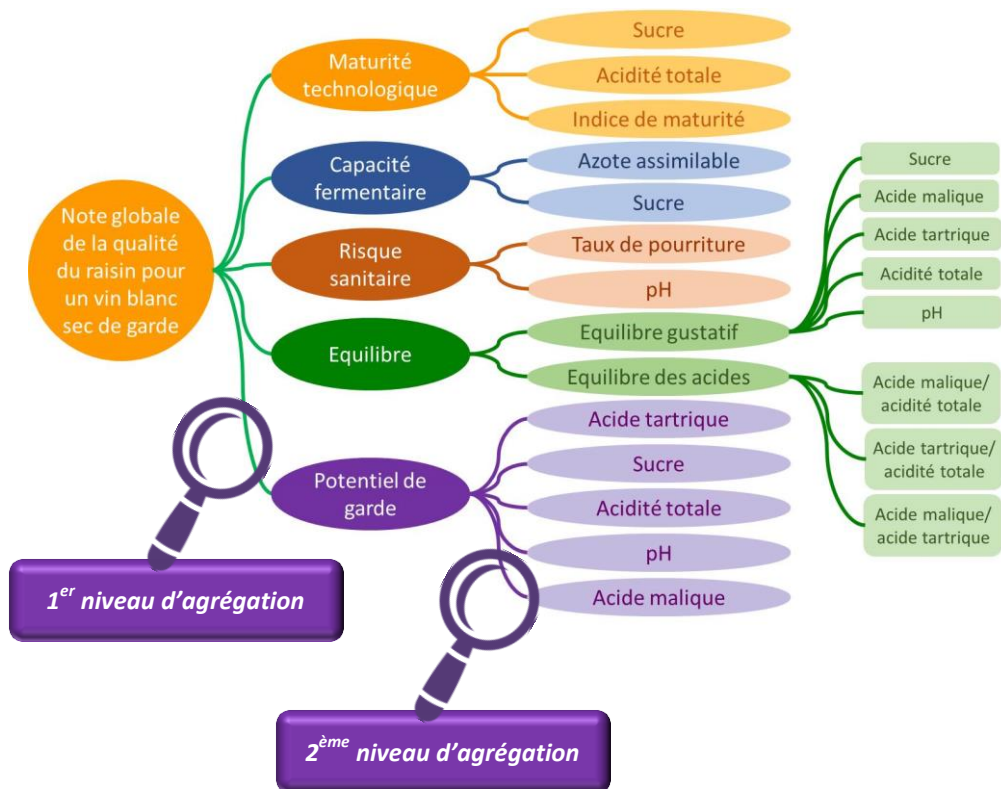 Note globale
de la qualité
du raisin pour
un vin blanc
sec de garde
Maturité
technologique
Sucre
Acidité totale
Indice de maturité
Capacité
fermentaire
Azote assimilable
Sucre
Risque
sanitaire
Taux de pourriture
pH
Equilibre
Equilibre gustatif
Sucre
Acide malique
Acide tartrique
Acidité totale
pH
Equilibre des acides
Acide malique/
acidité totale
Acide tartrique/
acidité totale
Acide malique/
acide tartrique
Potentiel de
garde
Acide tartrique
Sucre
Acidité totale
pH
Acide malique
1er niveau d'agrégation
2ème niveau d'agrégation